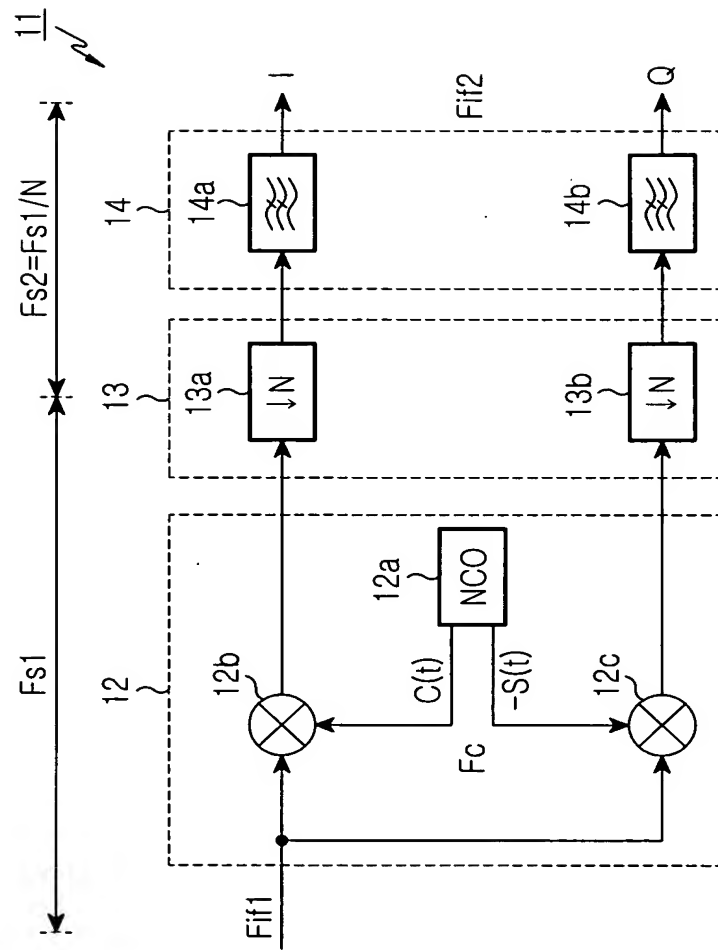 11
Fs1
Fs2=Fs1/N
12
13
14
12b
13a
14a
↓N
I
Fif1
C(t)
12a
NCO
Fc
-S(t)
Fif2
12c
13b
14b
↓N
Q